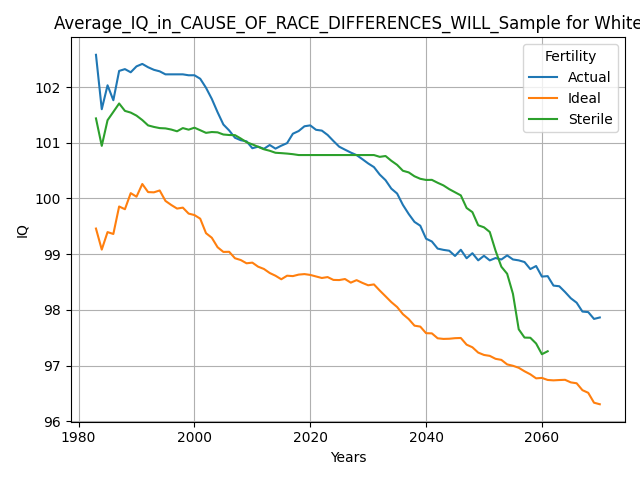 Average_IQ_in_CAUSE_OF_RACE_DIFFERENCES_WILL_Sample for White
Fertility
Actual
Ideal
Sterile
102
101
100
99
98
97
96
IQ
1980
2000
2020
2040
2060
Years